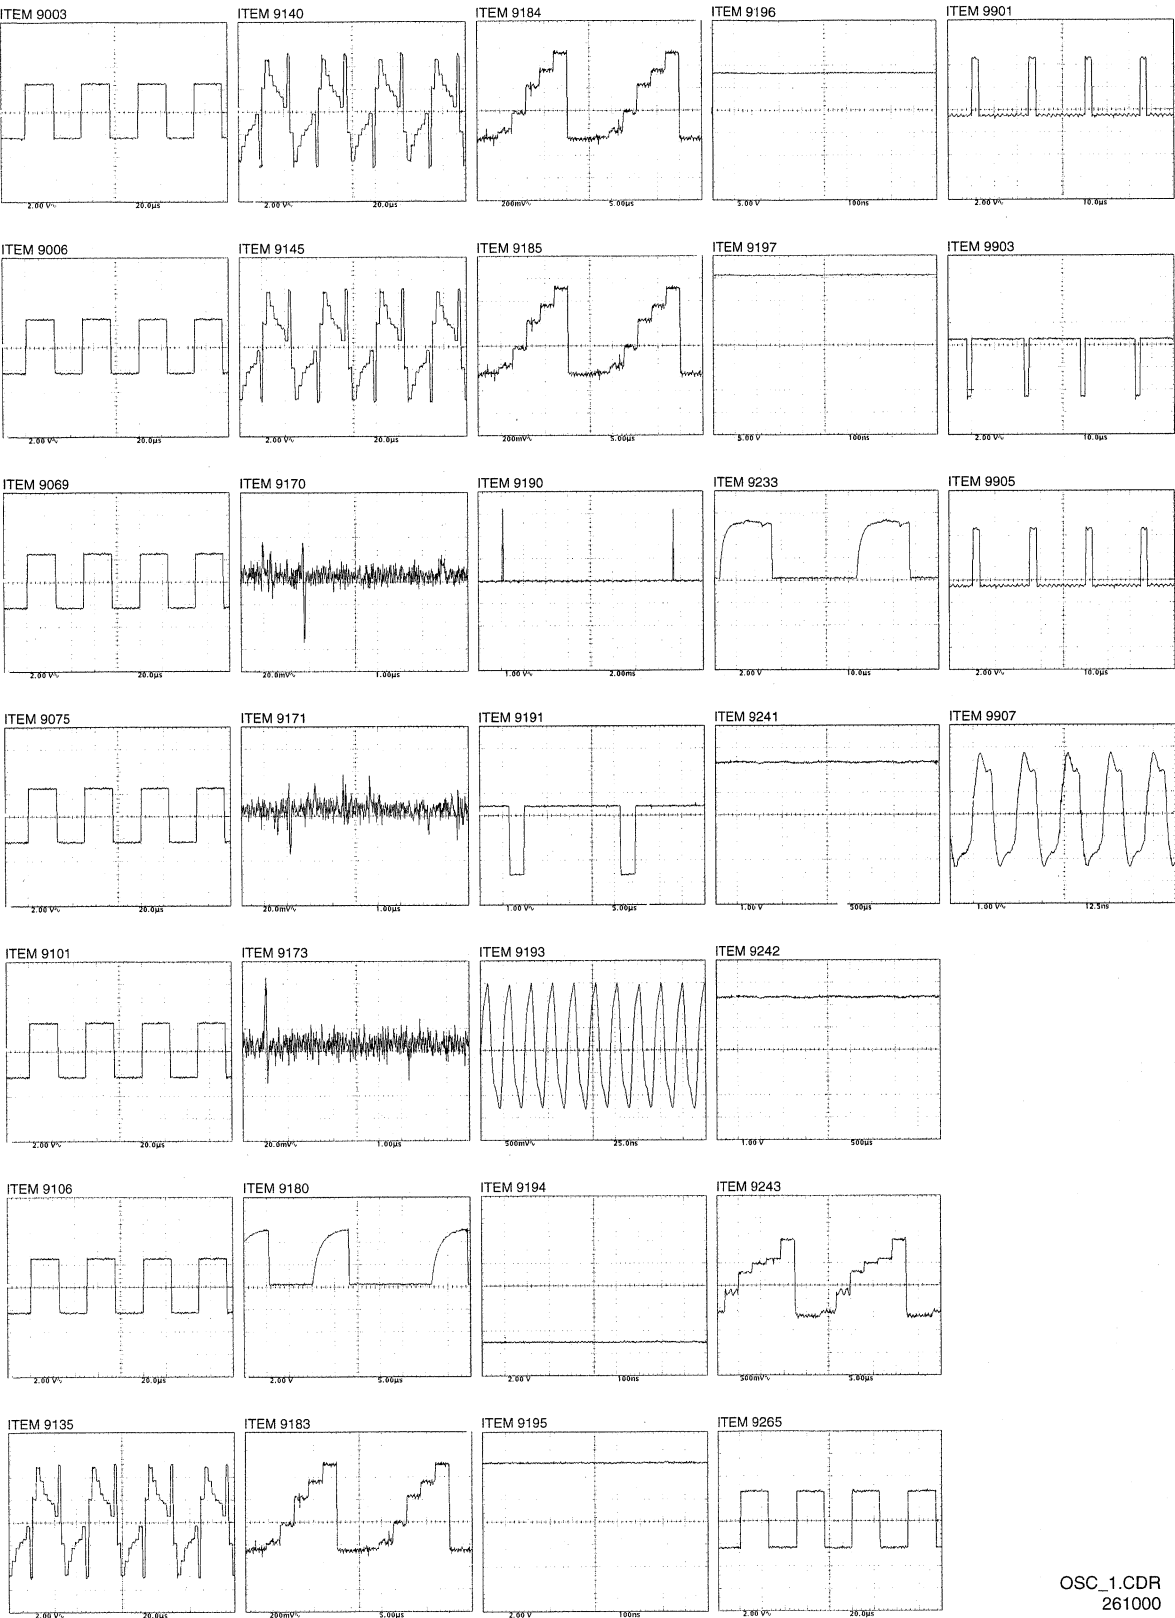 ITEM 9003
ITEM 9140
ITEM 9184
ITEM 9196
ITEM 9901
2.00 V∿ 20.0µs
2.00 V∿ 20.0µs
200mV∿ 5.00µs
5.00 V 100ns
2.00 V∿ 10.0µs
ITEM 9006
ITEM 9145
ITEM 9185
ITEM 9197
ITEM 9903
2.00 V∿ 20.0µs
2.00 V∿ 20.0µs
200mV∿ 5.00µs
5.00 V 100ns
2.00 V∿ 10.0µs
ITEM 9069
ITEM 9170
ITEM 9190
ITEM 9233
ITEM 9905
2.00 V∿ 20.0µs
20.0mV∿ 1.00µs
1.00 V∿ 2.00ms
2.00 V 10.0µs
2.00 V∿ 10.0µs
ITEM 9075
ITEM 9171
ITEM 9191
ITEM 9241
ITEM 9907
2.00 V∿ 20.0µs
20.0mV∿ 1.00µs
1.00 V∿ 5.00µs
1.00 V 500µs
1.00 V∿ 12.5ns
ITEM 9101
ITEM 9173
ITEM 9193
ITEM 9242
2.00 V∿ 20.0µs
20.0mV∿ 1.00µs
500mV∿ 25.0ns
1.00 V 500µs
ITEM 9106
ITEM 9180
ITEM 9194
ITEM 9243
2.00 V∿ 20.0µs
2.00 V 5.00µs
2.00 V 100ns
500mV∿ 5.00µs
ITEM 9135
ITEM 9183
ITEM 9195
ITEM 9265
2.00 V∿ 20.0µs
200mV∿ 5.00µs
2.00 V 100ns
2.00 V∿ 20.0µs
OSC_1.CDR
261000